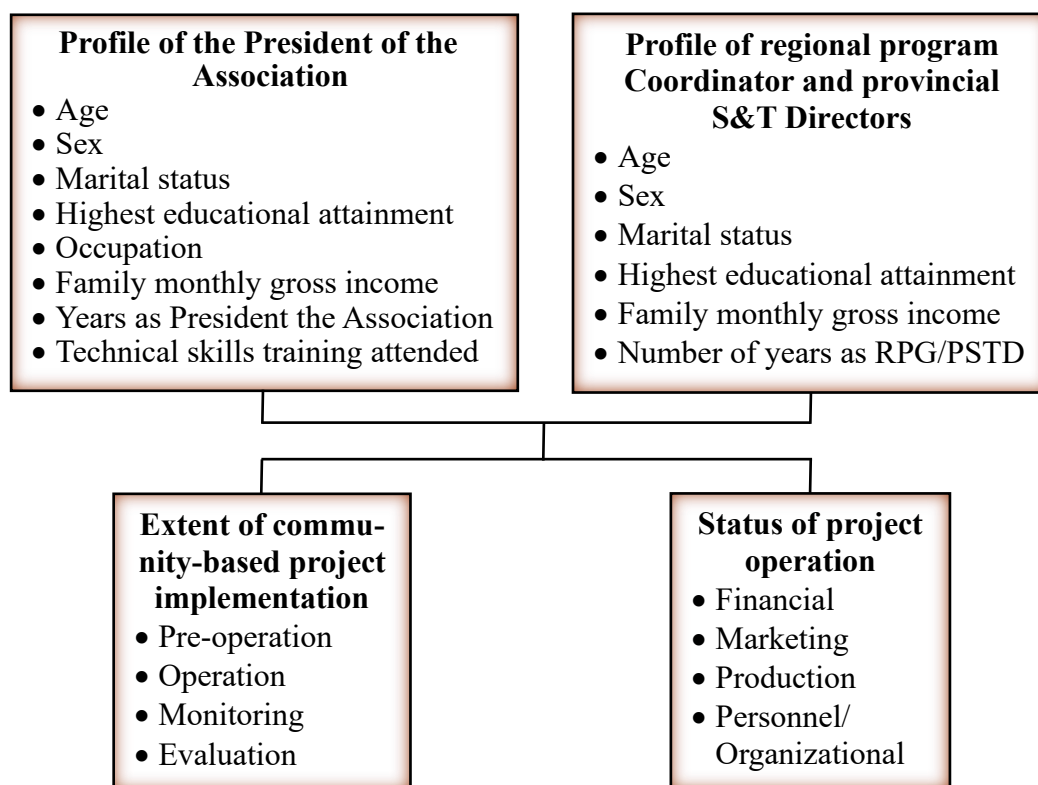 Profile of the President of the
Association
• Age
• Sex
• Marital status
• Highest educational attainment
• Occupation
• Family monthly gross income
• Years as President the Association
• Technical skills training attended
Profile of regional program
Coordinator and provincial
S&T Directors
• Age
• Sex
• Marital status
• Highest educational attainment
• Family monthly gross income
• Number of years as RPG/PSTD
Extent of commu-
nity-based project
implementation
• Pre-operation
• Operation
• Monitoring
• Evaluation
Status of project
operation
• Financial
• Marketing
• Production
• Personnel/
Organizational